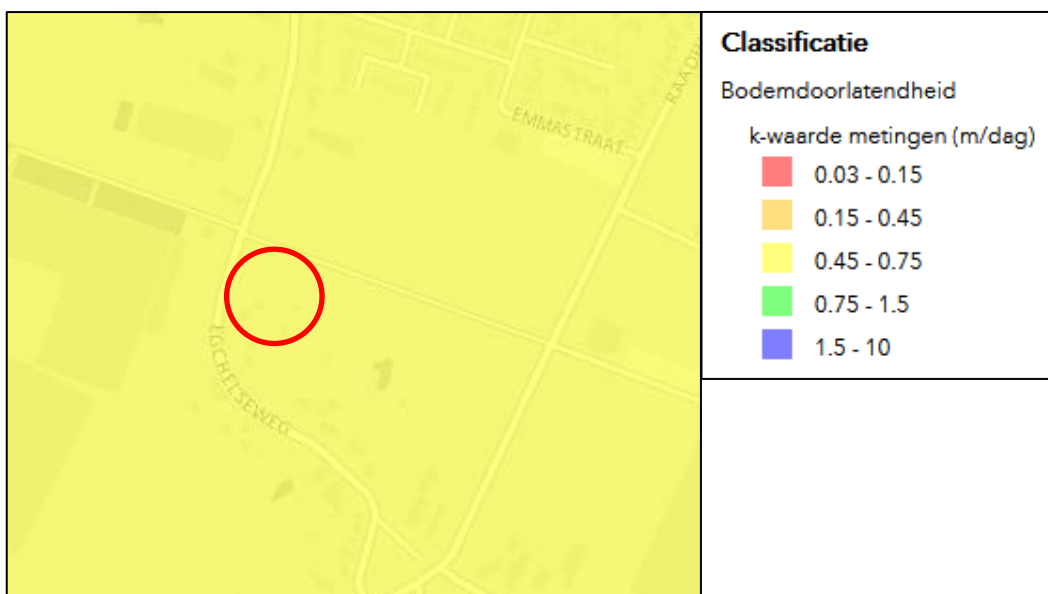 EMMASTRAAT
RAADH
EGCHELSEWEG
Classificatie
Bodemdoorlatendheid
k-waarde metingen (m/dag)
0.03 - 0.15
0.15 - 0.45
0.45 - 0.75
0.75 - 1.5
1.5 - 10